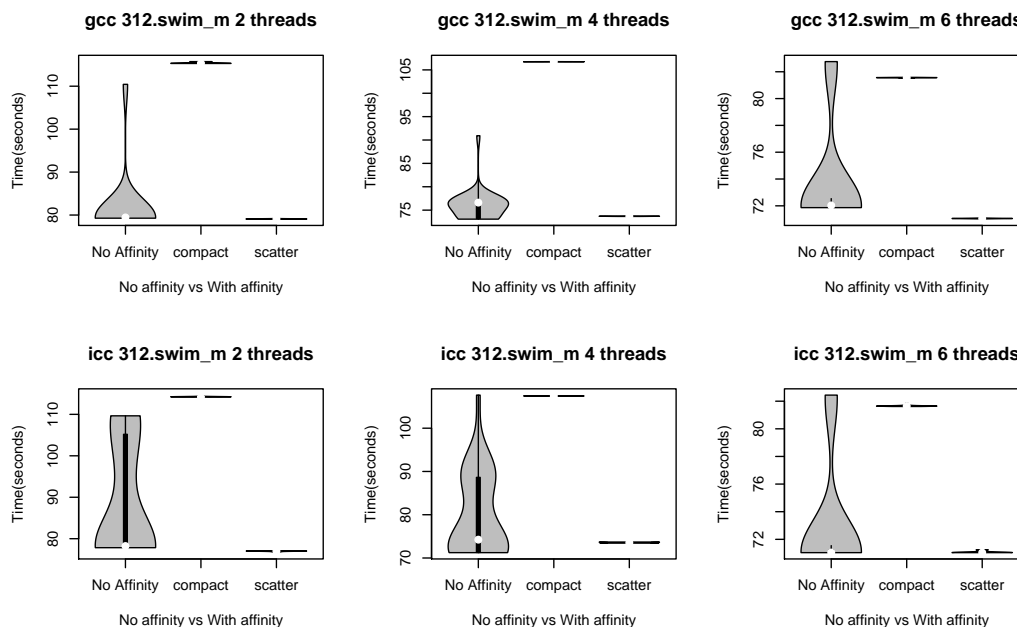 gcc 312.swim_m 2 threads
Time(seconds)
110
100
90
80
No Affinity compact scatter
No affinity vs With affinity
gcc 312.swim_m 4 threads
Time(seconds)
105
95
85
75
No Affinity compact scatter
No affinity vs With affinity
gcc 312.swim_m 6 threads
Time(seconds)
80
76
72
No Affinity compact scatter
No affinity vs With affinity
icc 312.swim_m 2 threads
Time(seconds)
110
100
90
80
No Affinity compact scatter
No affinity vs With affinity
icc 312.swim_m 4 threads
Time(seconds)
100
90
80
70
No Affinity compact scatter
No affinity vs With affinity
icc 312.swim_m 6 threads
Time(seconds)
80
76
72
No Affinity compact scatter
No affinity vs With affinity